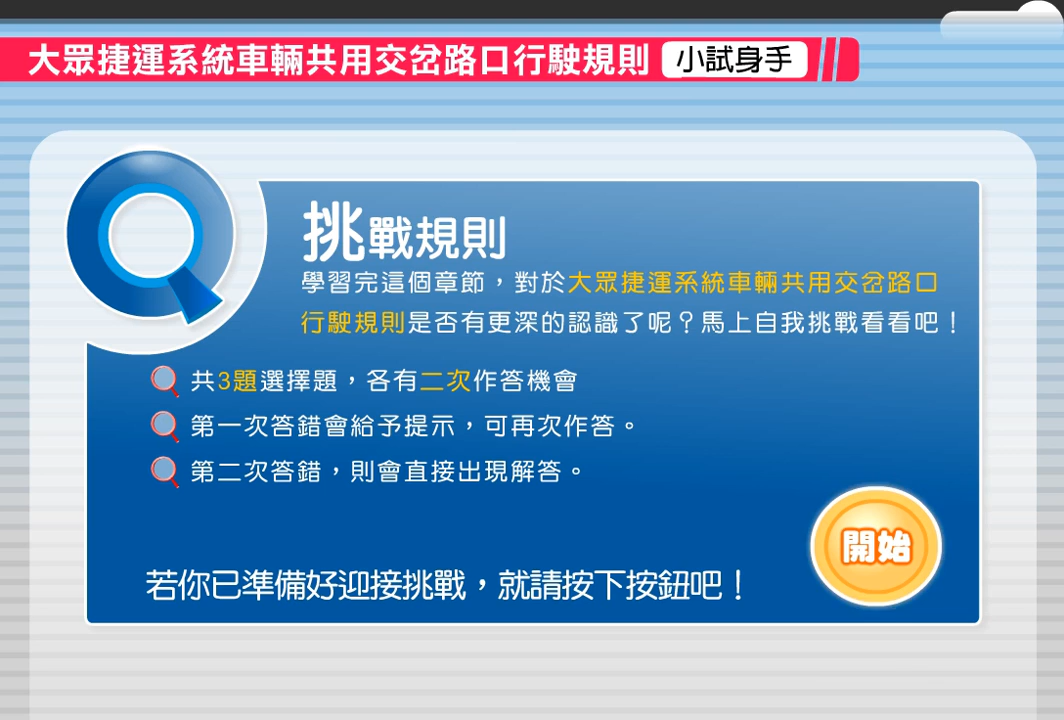 大眾捷運系統車輛共用交岔路口行駛規則 小試身手
挑戰規則
學習完這個章節，對於大眾捷運系統車輛共用交岔路口
行駛規則是否有更深的認識了呢？馬上自我挑戰看看吧！
共3題選擇題，各有二次作答機會
第一次答錯會給予提示，可再次作答。
第二次答錯，則會直接出現解答。
開始
若你已準備好迎接挑戰，就請按下按鈕吧！